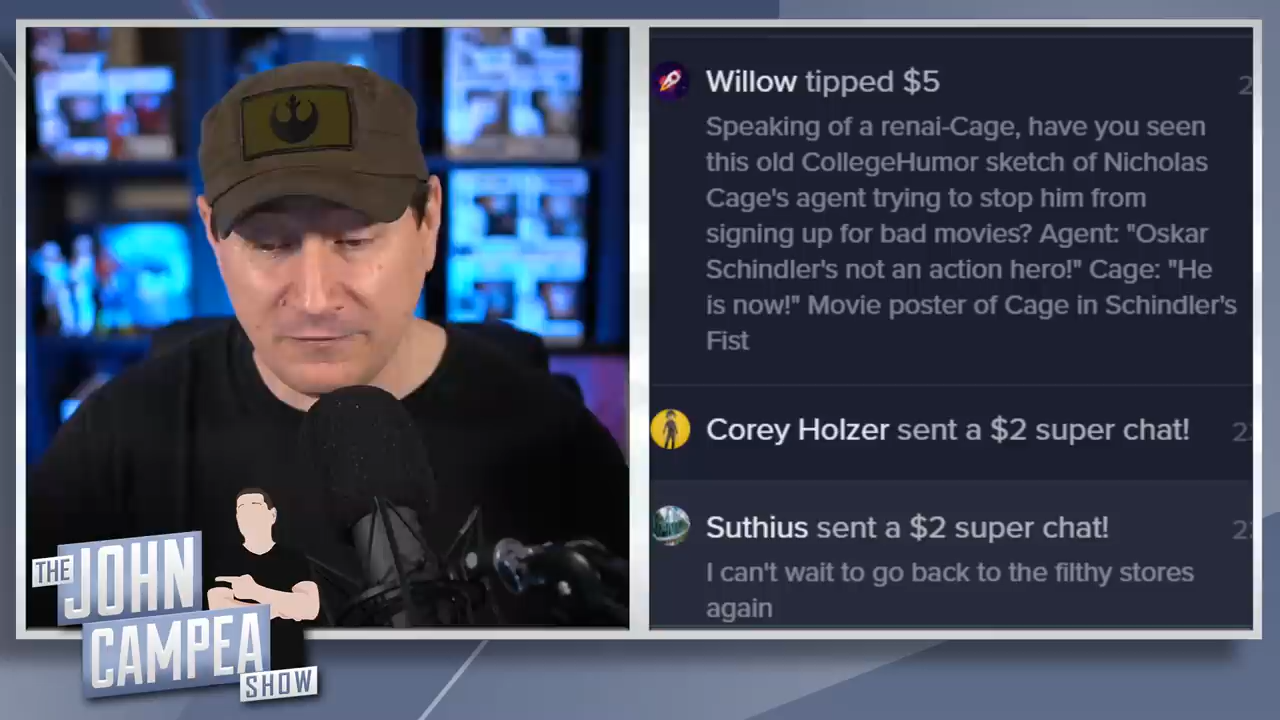 Willow tipped $5
Speaking of a renai-Cage, have you seen
this old CollegeHumor sketch of Nicholas
Cage's agent trying to stop him from
signing up for bad movies? Agent: "Oskar
Schindler's not an action hero!" Cage: "He
is now!" Movie poster of Cage in Schindler's
Fist
Corey Holzer sent a $2 super chat!
Suthius sent a $2 super chat!
I can't wait to go back to the filthy stores
again
THE
JOHN
CAMPEA
SHOW